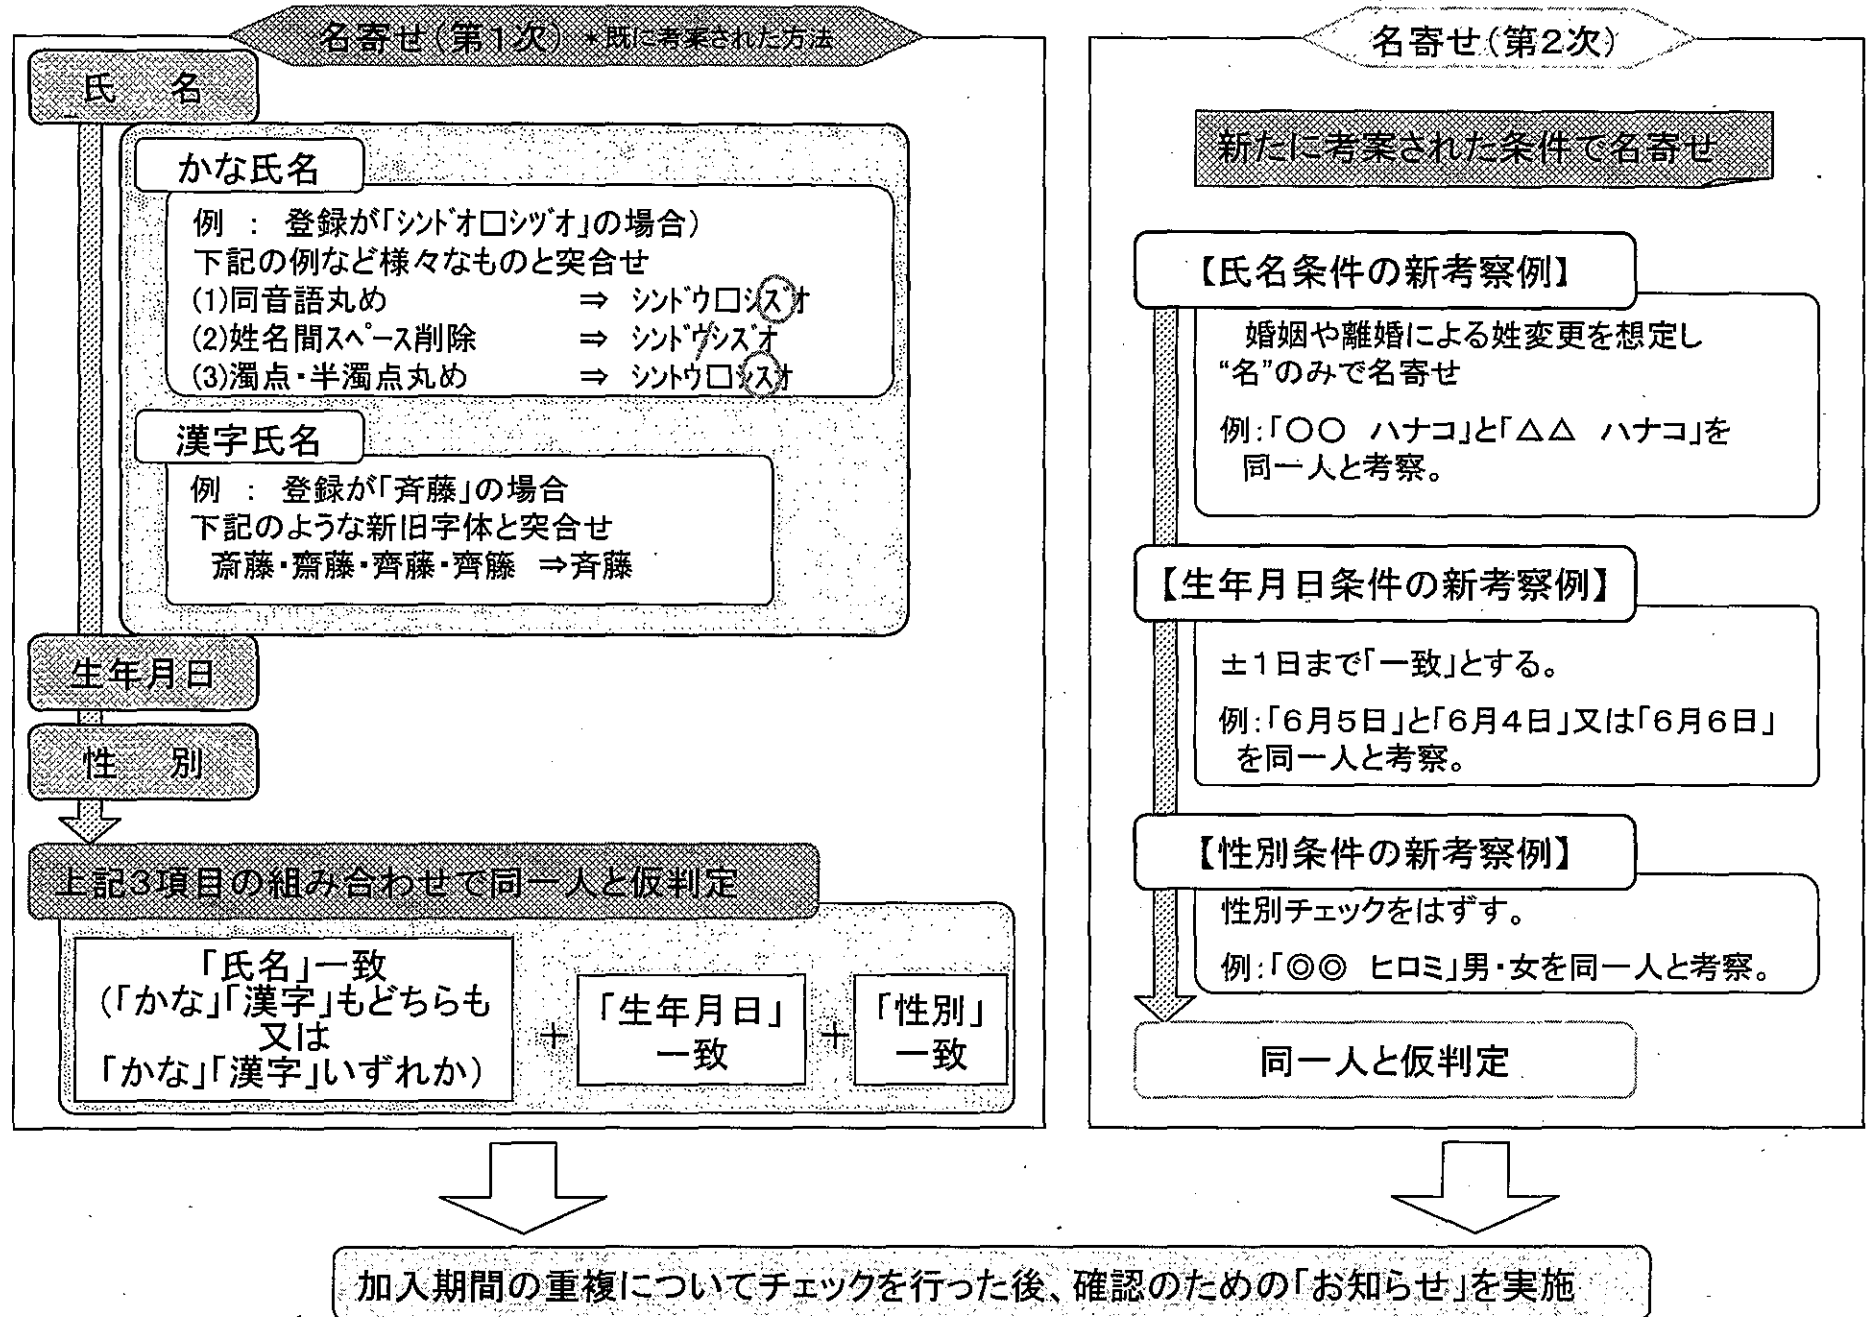 名寄せ(第1次) *既に考案された方法
氏 名
かな氏名
例 : 登録が「シンドオ口シヅオ」の場合)
下記の例など様々なものと突合せ
(1)同音語丸め ⇒ シンドウ口シズオ
(2)姓名間スペース削除 ⇒ シンドウシズオ
(3)濁点・半濁点丸め ⇒ シントウ口シスオ
漢字氏名
例 : 登録が「斉藤」の場合
下記のような新旧字体と突合せ
斎藤・齋藤・齊藤・齊籐 ⇒斉藤
生年月日
性 別
上記3項目の組み合わせで同一人と仮判定
「氏名」一致
(「かな」「漢字」もどちらも
又は
「かな」「漢字」いずれか)
+
「生年月日」
一致
+
「性別」
一致
名寄せ(第2次)
新たに考案された条件で名寄せ
【氏名条件の新考察例】
婚姻や離婚による姓変更を想定し
“名”のみで名寄せ
例:「○○ ハナコ」と「△△ ハナコ」を
同一人と考察。
【生年月日条件の新考察例】
±1日まで「一致」とする。
例:「6月5日」と「6月4日」又は「6月6日」
を同一人と考察。
【性別条件の新考察例】
性別チェックをはずす。
例:「◎◎ ヒロミ」男・女を同一人と考察。
同一人と仮判定
加入期間の重複についてチェックを行った後、確認のための「お知らせ」を実施